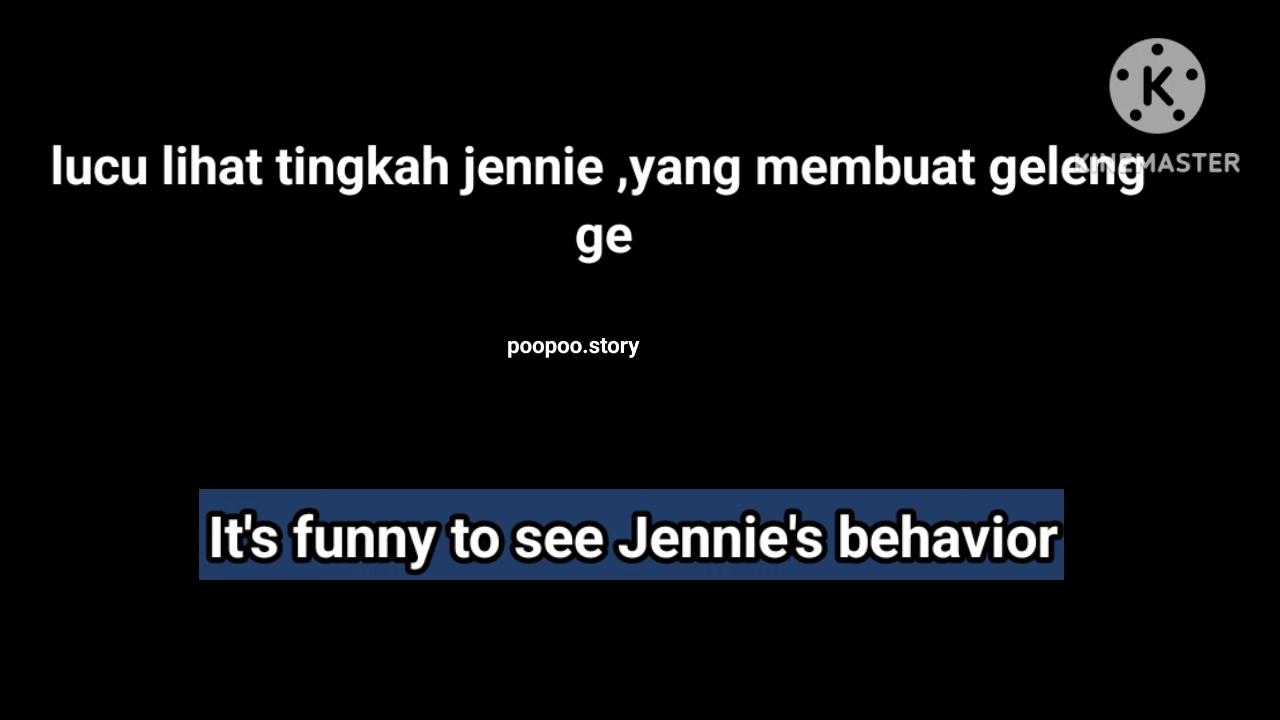 lucu lihat tingkah jennie ,yang membuat geleng
ge
poopoo.story
It's funny to see Jennie's behavior
K
KINEMASTER